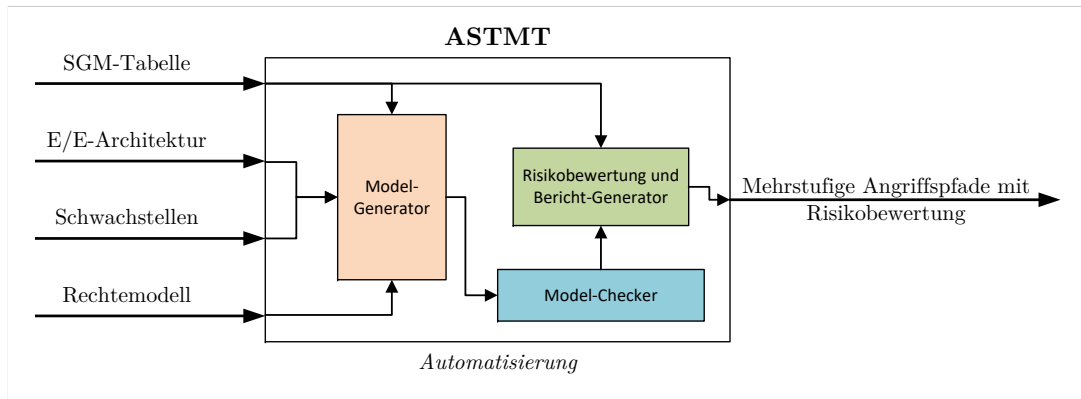 ASTMT
SGM-Tabelle
E/E-Architektur
Schwachstellen
Rechtemodell
Model-
Generator
Risikobewertung und
Bericht-Generator
Model-Checker
Mehrstufige Angriffspfade mit
Risikobewertung
Automatisierung